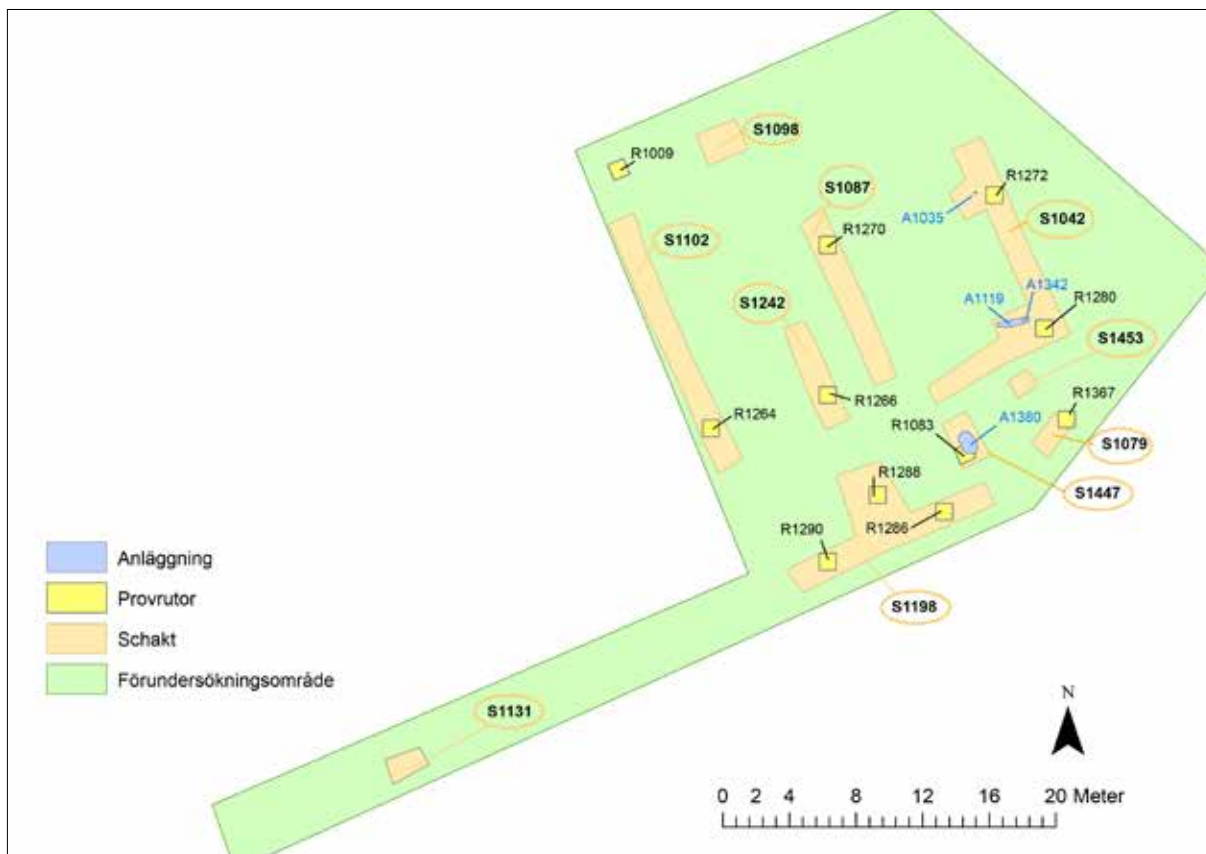 S1098
R1009
R1272
S1087
A1035
S1042
R1270
S1102
S1242
A1119
A1342
R1280
S1453
R1266
R1367
R1264
R1083
A1380
S1079
R1288
S1447
R1286
R1290
S1198
Anläggning
Provrutor
Schakt
Förundersökningsområde
S1131
N
0 2 4 8 12 16 20 Meter